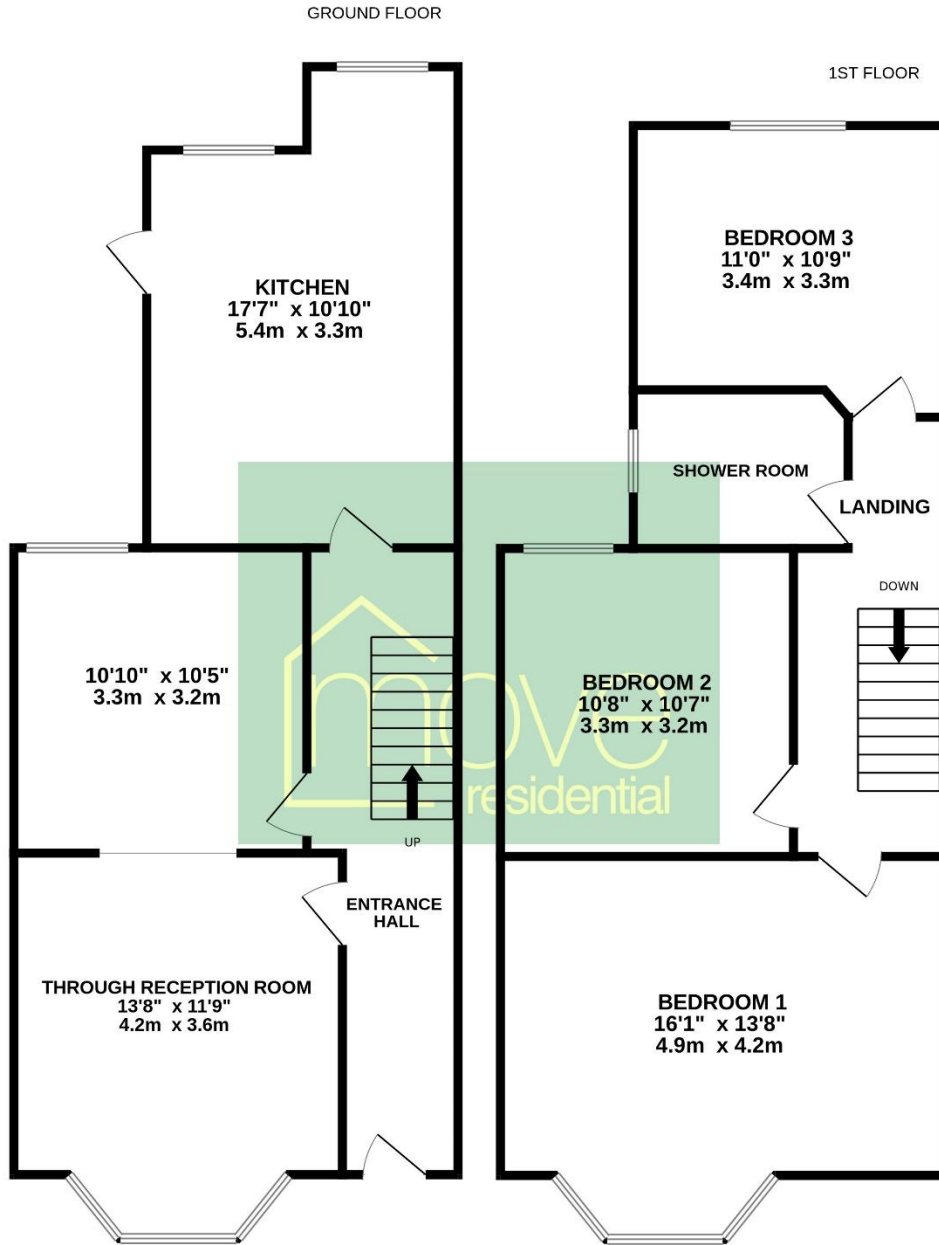 GROUND FLOOR
KITCHEN
17'7" x 10'10"
5.4m x 3.3m
10'10" x 10'5"
3.3m x 3.2m
UP
ENTRANCE
HALL
THROUGH RECEPTION ROOM
13'8" x 11'9"
4.2m x 3.6m
1ST FLOOR
BEDROOM 3
11'0" x 10'9"
3.4m x 3.3m
SHOWER ROOM
LANDING
DOWN
BEDROOM 2
10'8" x 10'7"
3.3m x 3.2m
BEDROOM 1
16'1" x 13'8"
4.9m x 4.2m
move
residential